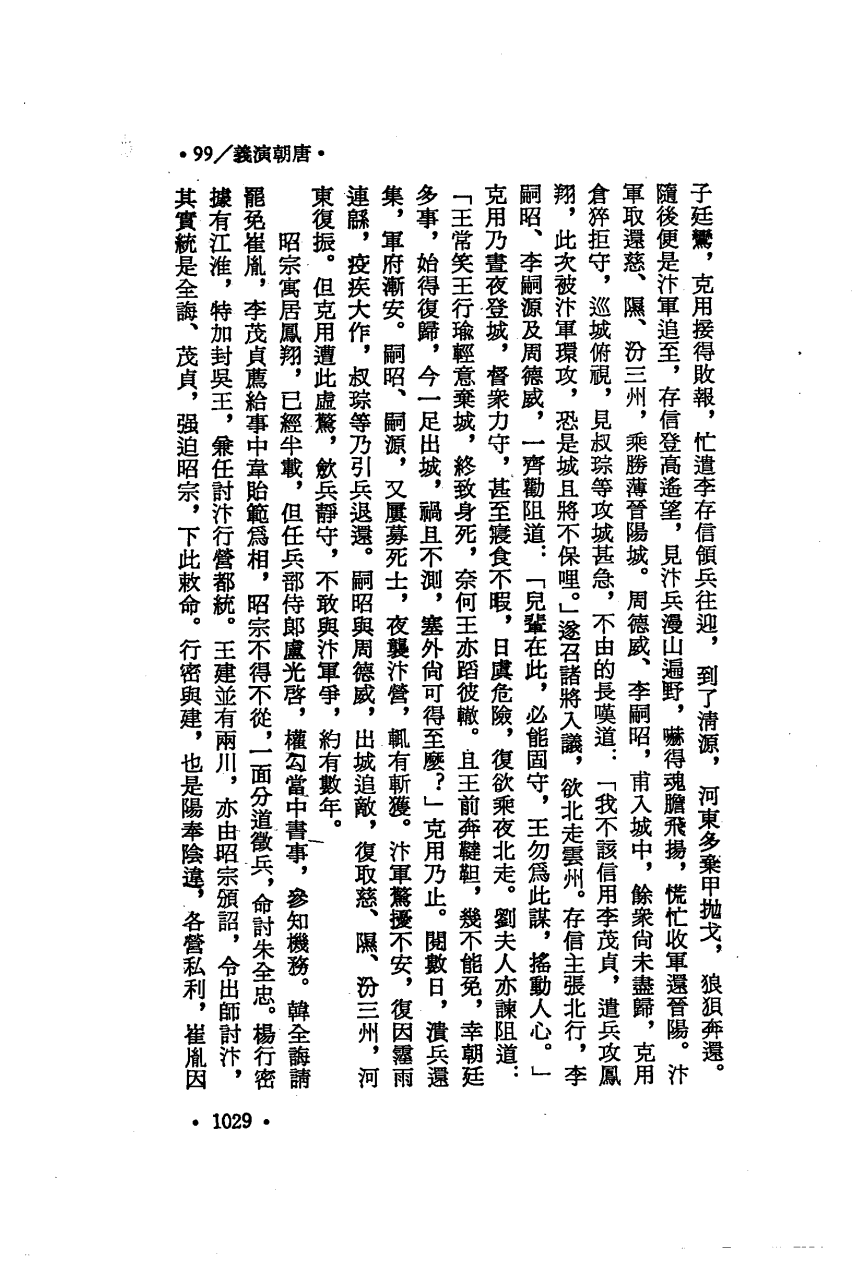 •99/義演朝唐•
子廷鸞，克用接得敗報，忙遣李存信領兵往迎，到了清源，河東多棄甲抛戈，狼狽奔還。
隨後便是汴軍追至，存信登高遙望，見汴兵漫山遍野，嚇得魂膽飛揚，慌忙收軍還晉陽。汴
軍取還慈、隰、汾三州，乘勝薄晉陽城。周德威、李嗣昭，甫入城中，餘衆尙未盡歸，克用
倉猝拒守，巡城俯視，見叔琮等攻城甚急，不由的長嘆道：「我不該信用李茂貞，遣兵攻鳳
翔，此次被汴軍環攻，恐是城且將不保哩。」遂召諸將入議，欲北走雲州。存信主張北行，李
嗣昭、李嗣源及周德威，一齊勸阻道：「兒輩在此，必能固守，王勿爲此謀，搖動人心。」
克用乃晝夜登城，督衆力守，甚至寢食不暇，日虞危險，復欲乘夜北走。劉夫人亦諫阻道：
「王常笑王行瑜輕意棄城，終致身死，奈何王亦蹈彼轍。且王前奔韃靼，幾不能免，幸朝廷
多事，始得復歸，今一足出城，禍且不測，塞外尙可得至麼？」克用乃止。閱數日，潰兵還
集，軍府漸安。嗣昭、嗣源，又屢募死士，夜襲汴營，輒有斬獲。汴軍驚擾不安，復因霪雨
連緜，疫疾大作，叔琮等乃引兵退還。嗣昭與周德威，出城追敵，復取慈、隰、汾三州，河
東復振。但克用遭此虛驚，斂兵靜守，不敢與汴軍爭，約有數年。
昭宗寓居鳳翔，已經半載，但任兵部侍郎盧光啓，權勾當中書事，參知機務。韓全誨請
罷免崔胤，李茂貞薦給事中韋貽範爲相，昭宗不得不從，一面分道徵兵，命討朱全忠。楊行密
據有江淮，特加封吳王，兼任討汴行營都統。王建並有兩川，亦由昭宗頒詔，令出師討汴，
其實統是全誨、茂貞，强迫昭宗，下此敕命。行密與建，也是陽奉陰違，各營私利，崔胤因
•1029•